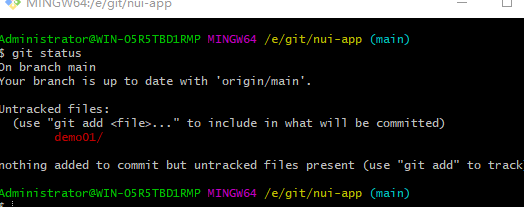 MINGW64:/e/git/nui-app
Administrator@WIN-O5R5TBD1RMP MINGW64 /e/git/nui-app (main)
$ git status
On branch main
Your branch is up to date with 'origin/main'.
Untracked files:
(use "git add <file>..." to include in what will be committed)
demo01/
nothing added to commit but untracked files present (use "git add" to track
Administrator@WIN-O5R5TBD1RMP MINGW64 /e/git/nui-app (main)
$